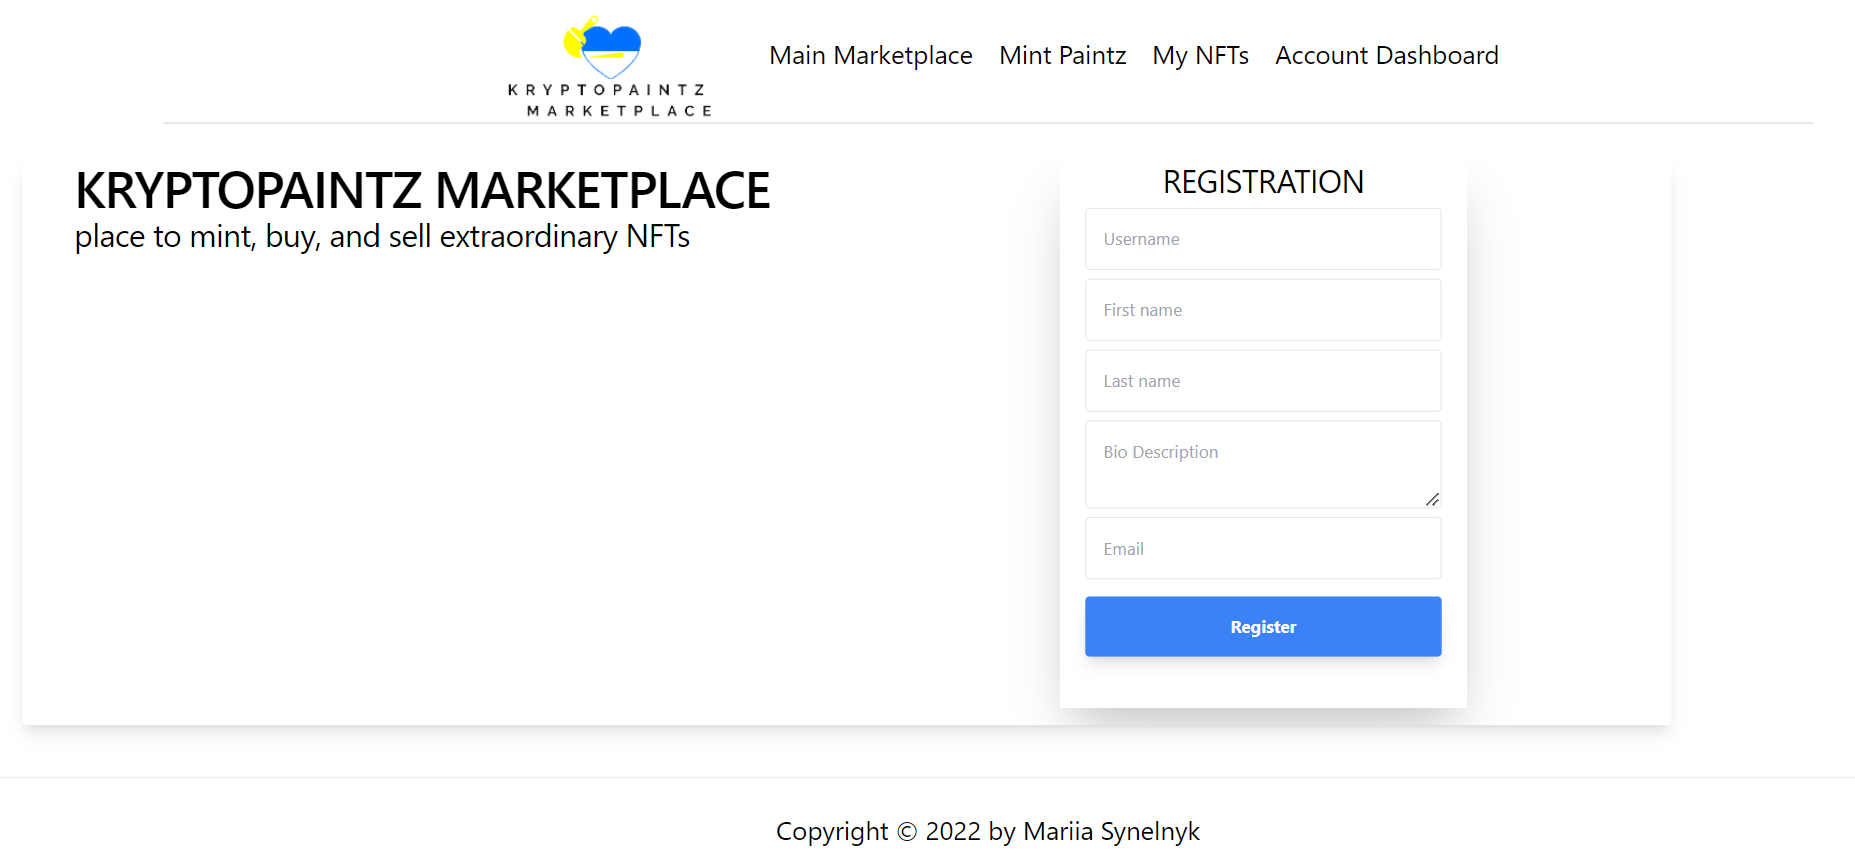 KRYPTOPAINTZ
MARKETPLACE
Main Marketplace Mint Paintz My NFTs Account Dashboard
KRYPTOPAINTZ MARKETPLACE
place to mint, buy, and sell extraordinary NFTs
REGISTRATION
Username
First name
Last name
Bio Description
Email
Register
Copyright © 2022 by Mariia Synelnyk